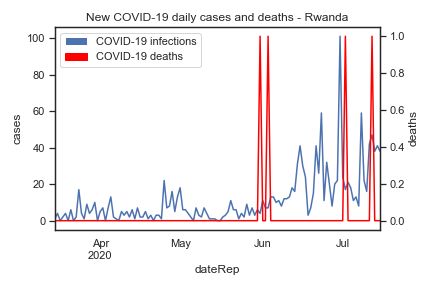 New COVID-19 daily cases and deaths - Rwanda
COVID-19 infections
COVID-19 deaths
100
80
60
40
20
0
cases
1.0
0.8
0.6
0.4
0.2
0.0
deaths
Apr
2020
May
Jun
Jul
dateRep